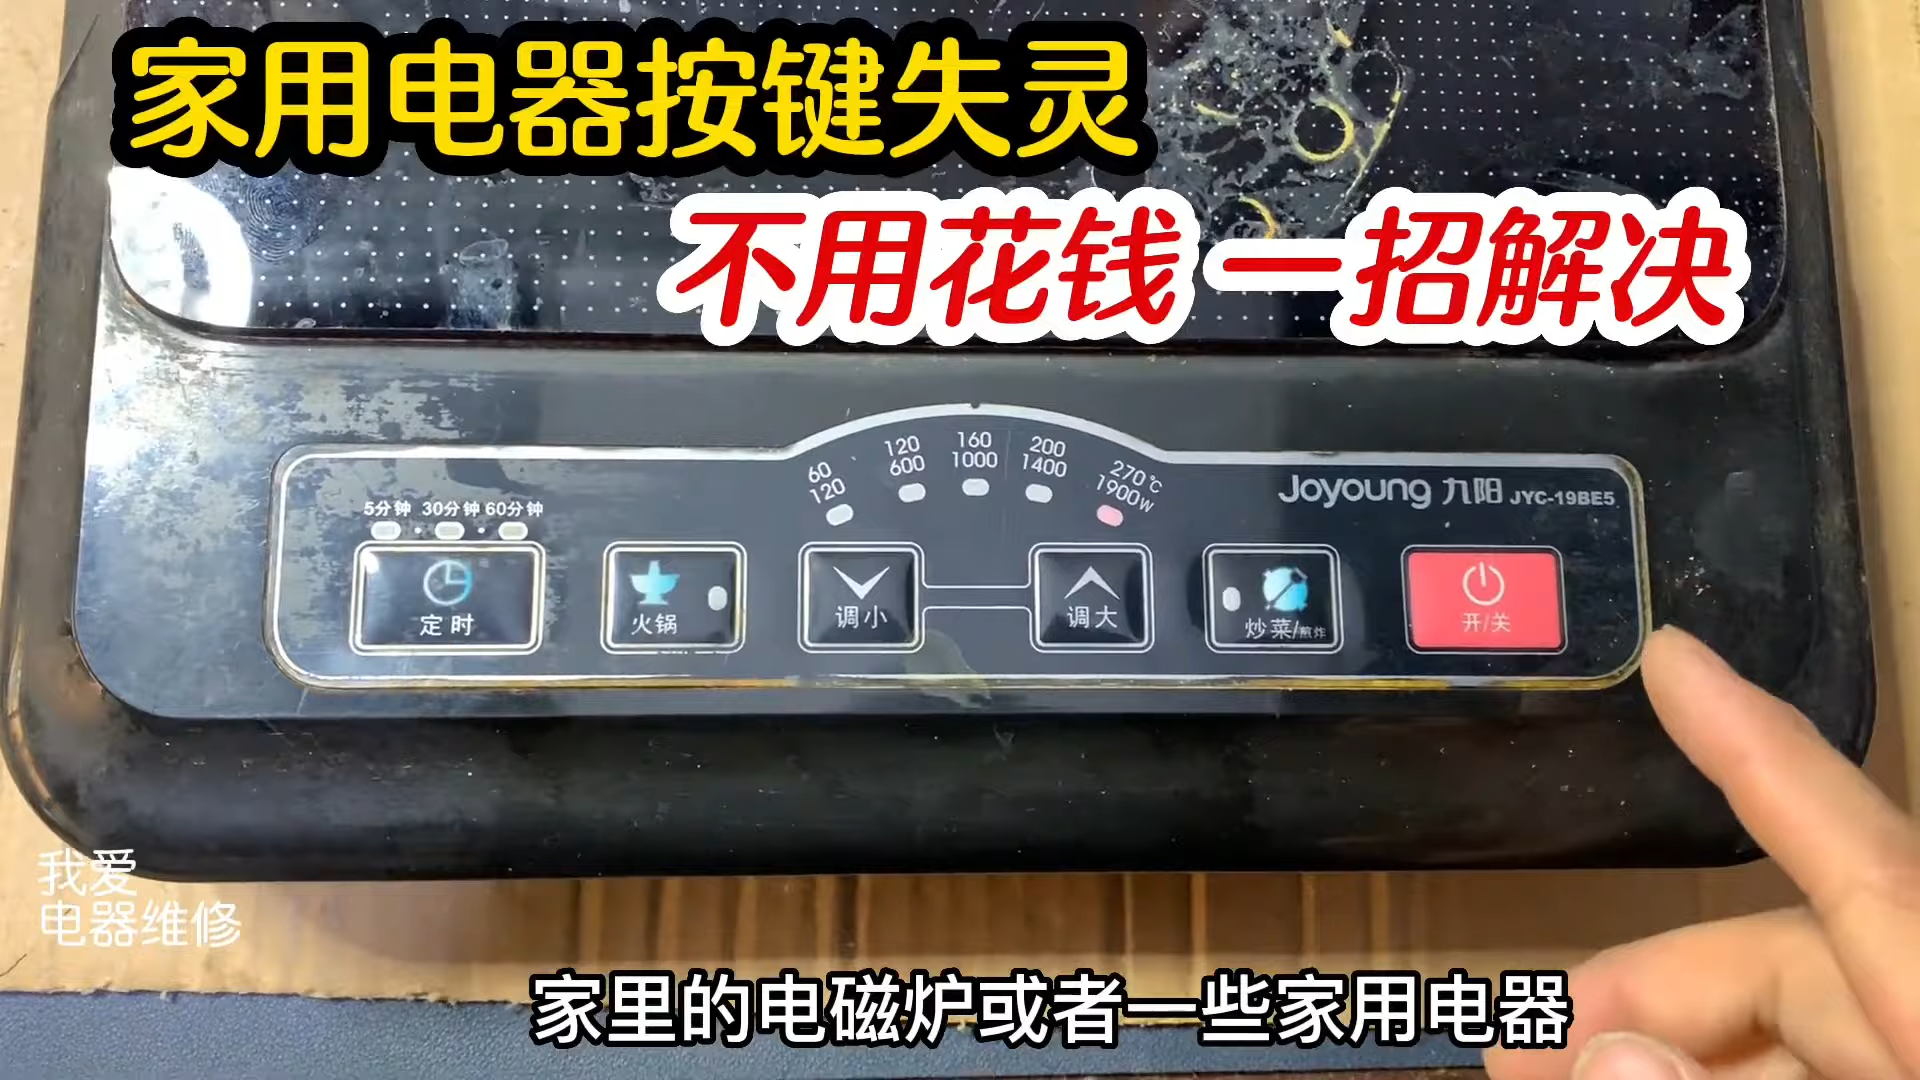 家用电器按键失灵
不用花钱 一招解决
60
120
120
600
160
1000
200
1400
270℃
1900W
Joyoung 九阳 JYC-19BE5
5分钟 30分钟 60分钟
定时
火锅
调小
调大
炒菜/煎炸
开/关
我爱
电器维修
家里的电磁炉或者一些家用电器